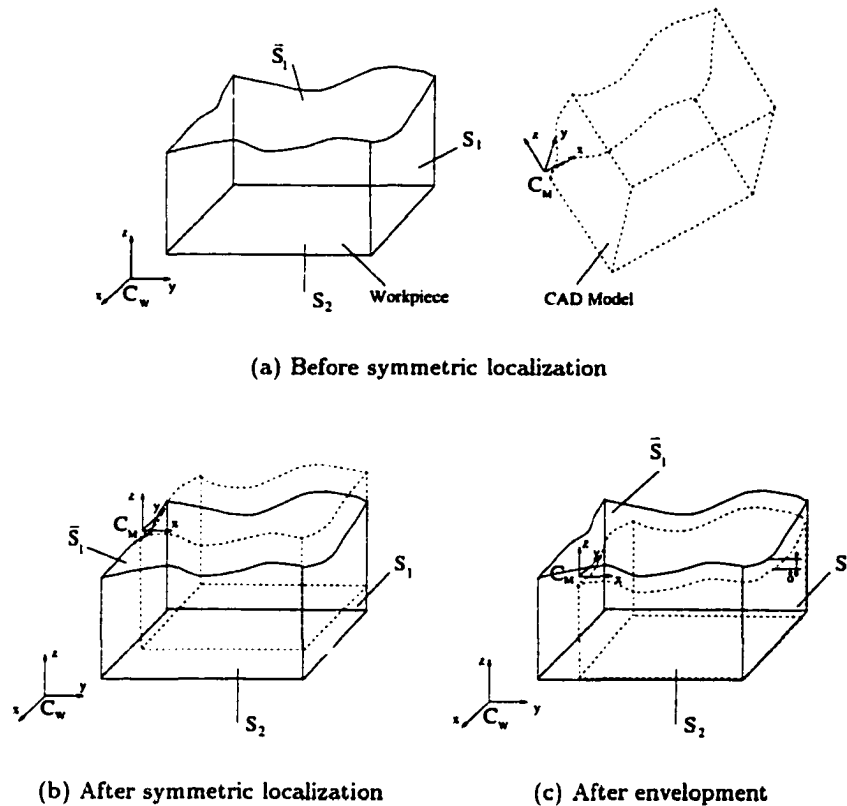 S̄₁
S₁
z
y
x
C_M
z
x C_W y
S₂
Workpiece
CAD Model
(a) Before symmetric localization
S̄₁
z
y
C_M x
S̄₁
S₁
z
y
C_M x
δ
S
z
y
x C_W
S₂
z
y
x C_W
S₂
(b) After symmetric localization
(c) After envelopment